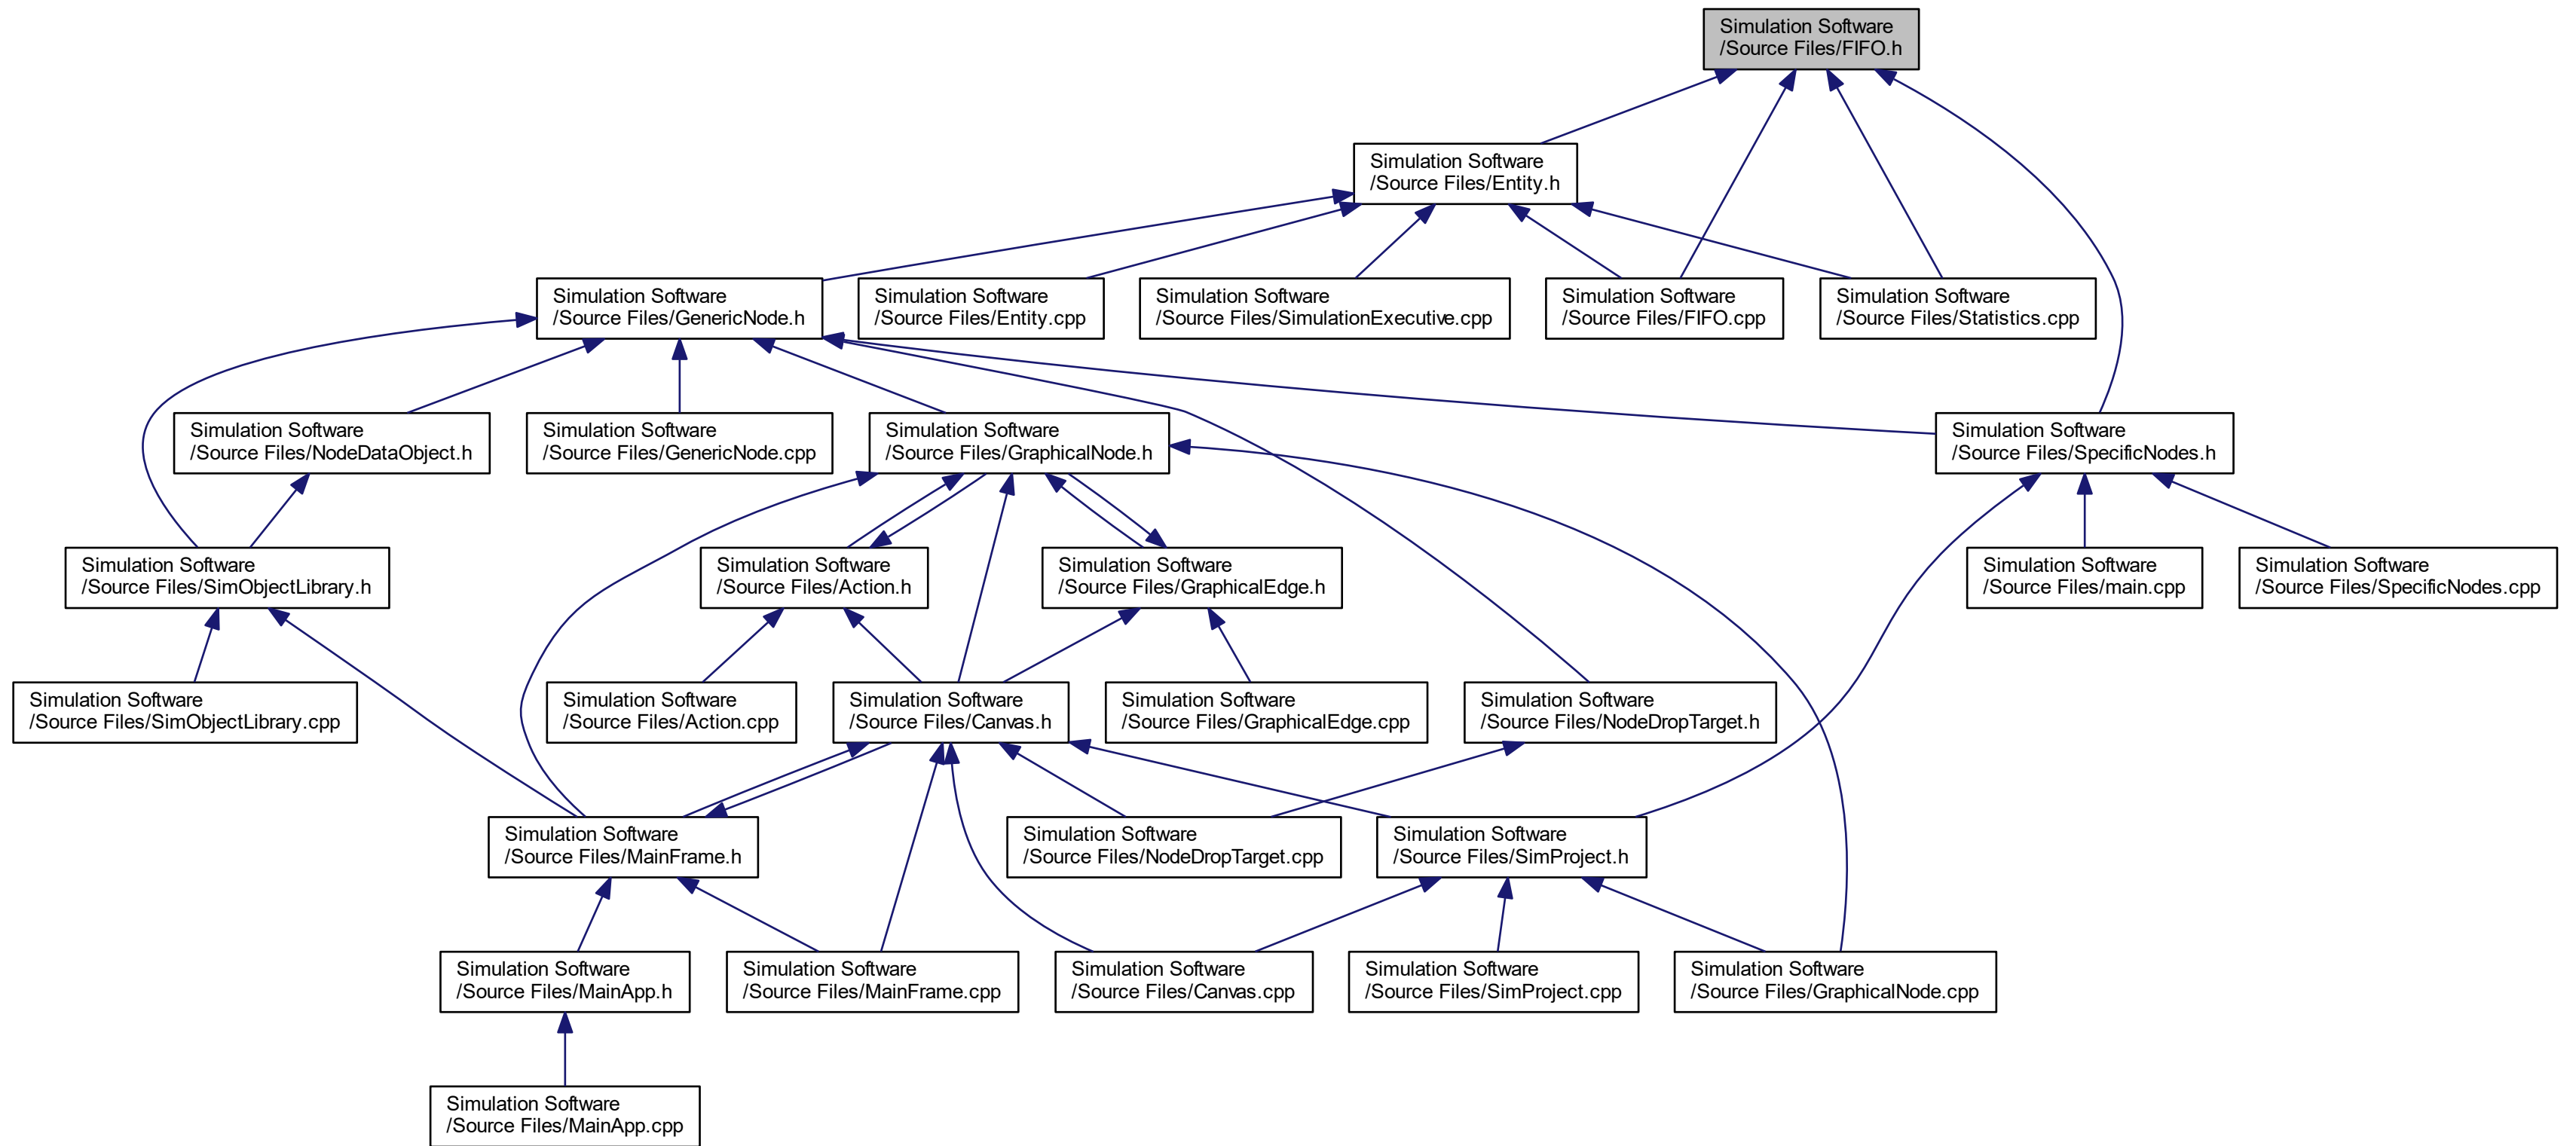 Simulation Software
/Source Files/FIFO.h
Simulation Software
/Source Files/Entity.h
Simulation Software
/Source Files/GenericNode.h
Simulation Software
/Source Files/Entity.cpp
Simulation Software
/Source Files/SimulationExecutive.cpp
Simulation Software
/Source Files/FIFO.cpp
Simulation Software
/Source Files/Statistics.cpp
Simulation Software
/Source Files/NodeDataObject.h
Simulation Software
/Source Files/GenericNode.cpp
Simulation Software
/Source Files/GraphicalNode.h
Simulation Software
/Source Files/SpecificNodes.h
Simulation Software
/Source Files/SimObjectLibrary.h
Simulation Software
/Source Files/Action.h
Simulation Software
/Source Files/GraphicalEdge.h
Simulation Software
/Source Files/main.cpp
Simulation Software
/Source Files/SpecificNodes.cpp
Simulation Software
/Source Files/SimObjectLibrary.cpp
Simulation Software
/Source Files/Action.cpp
Simulation Software
/Source Files/Canvas.h
Simulation Software
/Source Files/GraphicalEdge.cpp
Simulation Software
/Source Files/NodeDropTarget.h
Simulation Software
/Source Files/MainFrame.h
Simulation Software
/Source Files/NodeDropTarget.cpp
Simulation Software
/Source Files/SimProject.h
Simulation Software
/Source Files/MainApp.h
Simulation Software
/Source Files/MainFrame.cpp
Simulation Software
/Source Files/Canvas.cpp
Simulation Software
/Source Files/SimProject.cpp
Simulation Software
/Source Files/GraphicalNode.cpp
Simulation Software
/Source Files/MainApp.cpp